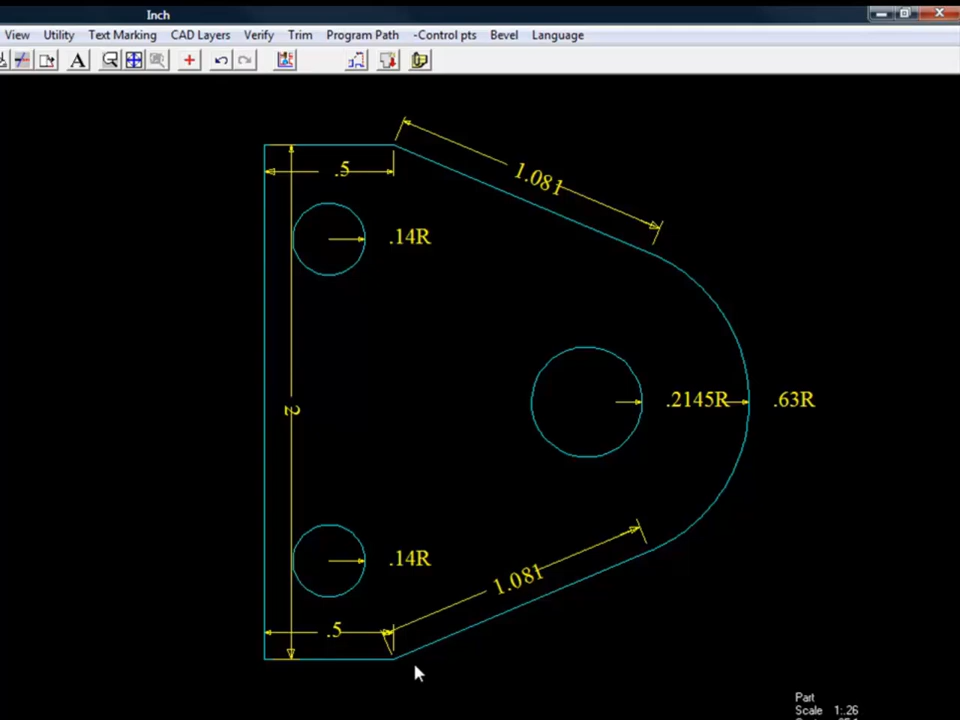 Inch
View Utility Text Marking CAD Layers Verify Trim Program Path -Control pts Bevel Language
A
1.081
.5
.14R
2
.2145R
.63R
.14R
1.081
.5
Part
Scale 1:.26